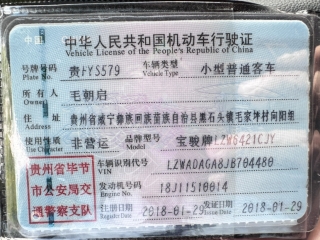 中华人民共和国机动车行驶证
Vehicle License of the People's Republic of China
号牌号码 贵FYS579 车辆类型 小型普通客车
Plate No. Vehicle Type
所有人 毛朝启
Owner
住址 贵州省威宁彝族回族苗族自治县黑石头镇毛家坪村向阳组
Address
使用性质 非营运 品牌型号 宝骏牌LZW6421CJY
Use Character Model
贵州省毕节
市公安局交
通警察支队
车辆识别代号 LZWADAGA8JB704480
VIN
发动机号码 18J11510014
Engine No.
注册日期 2018-01-29 发证日期 2018-01-29
Register Date Issue Date